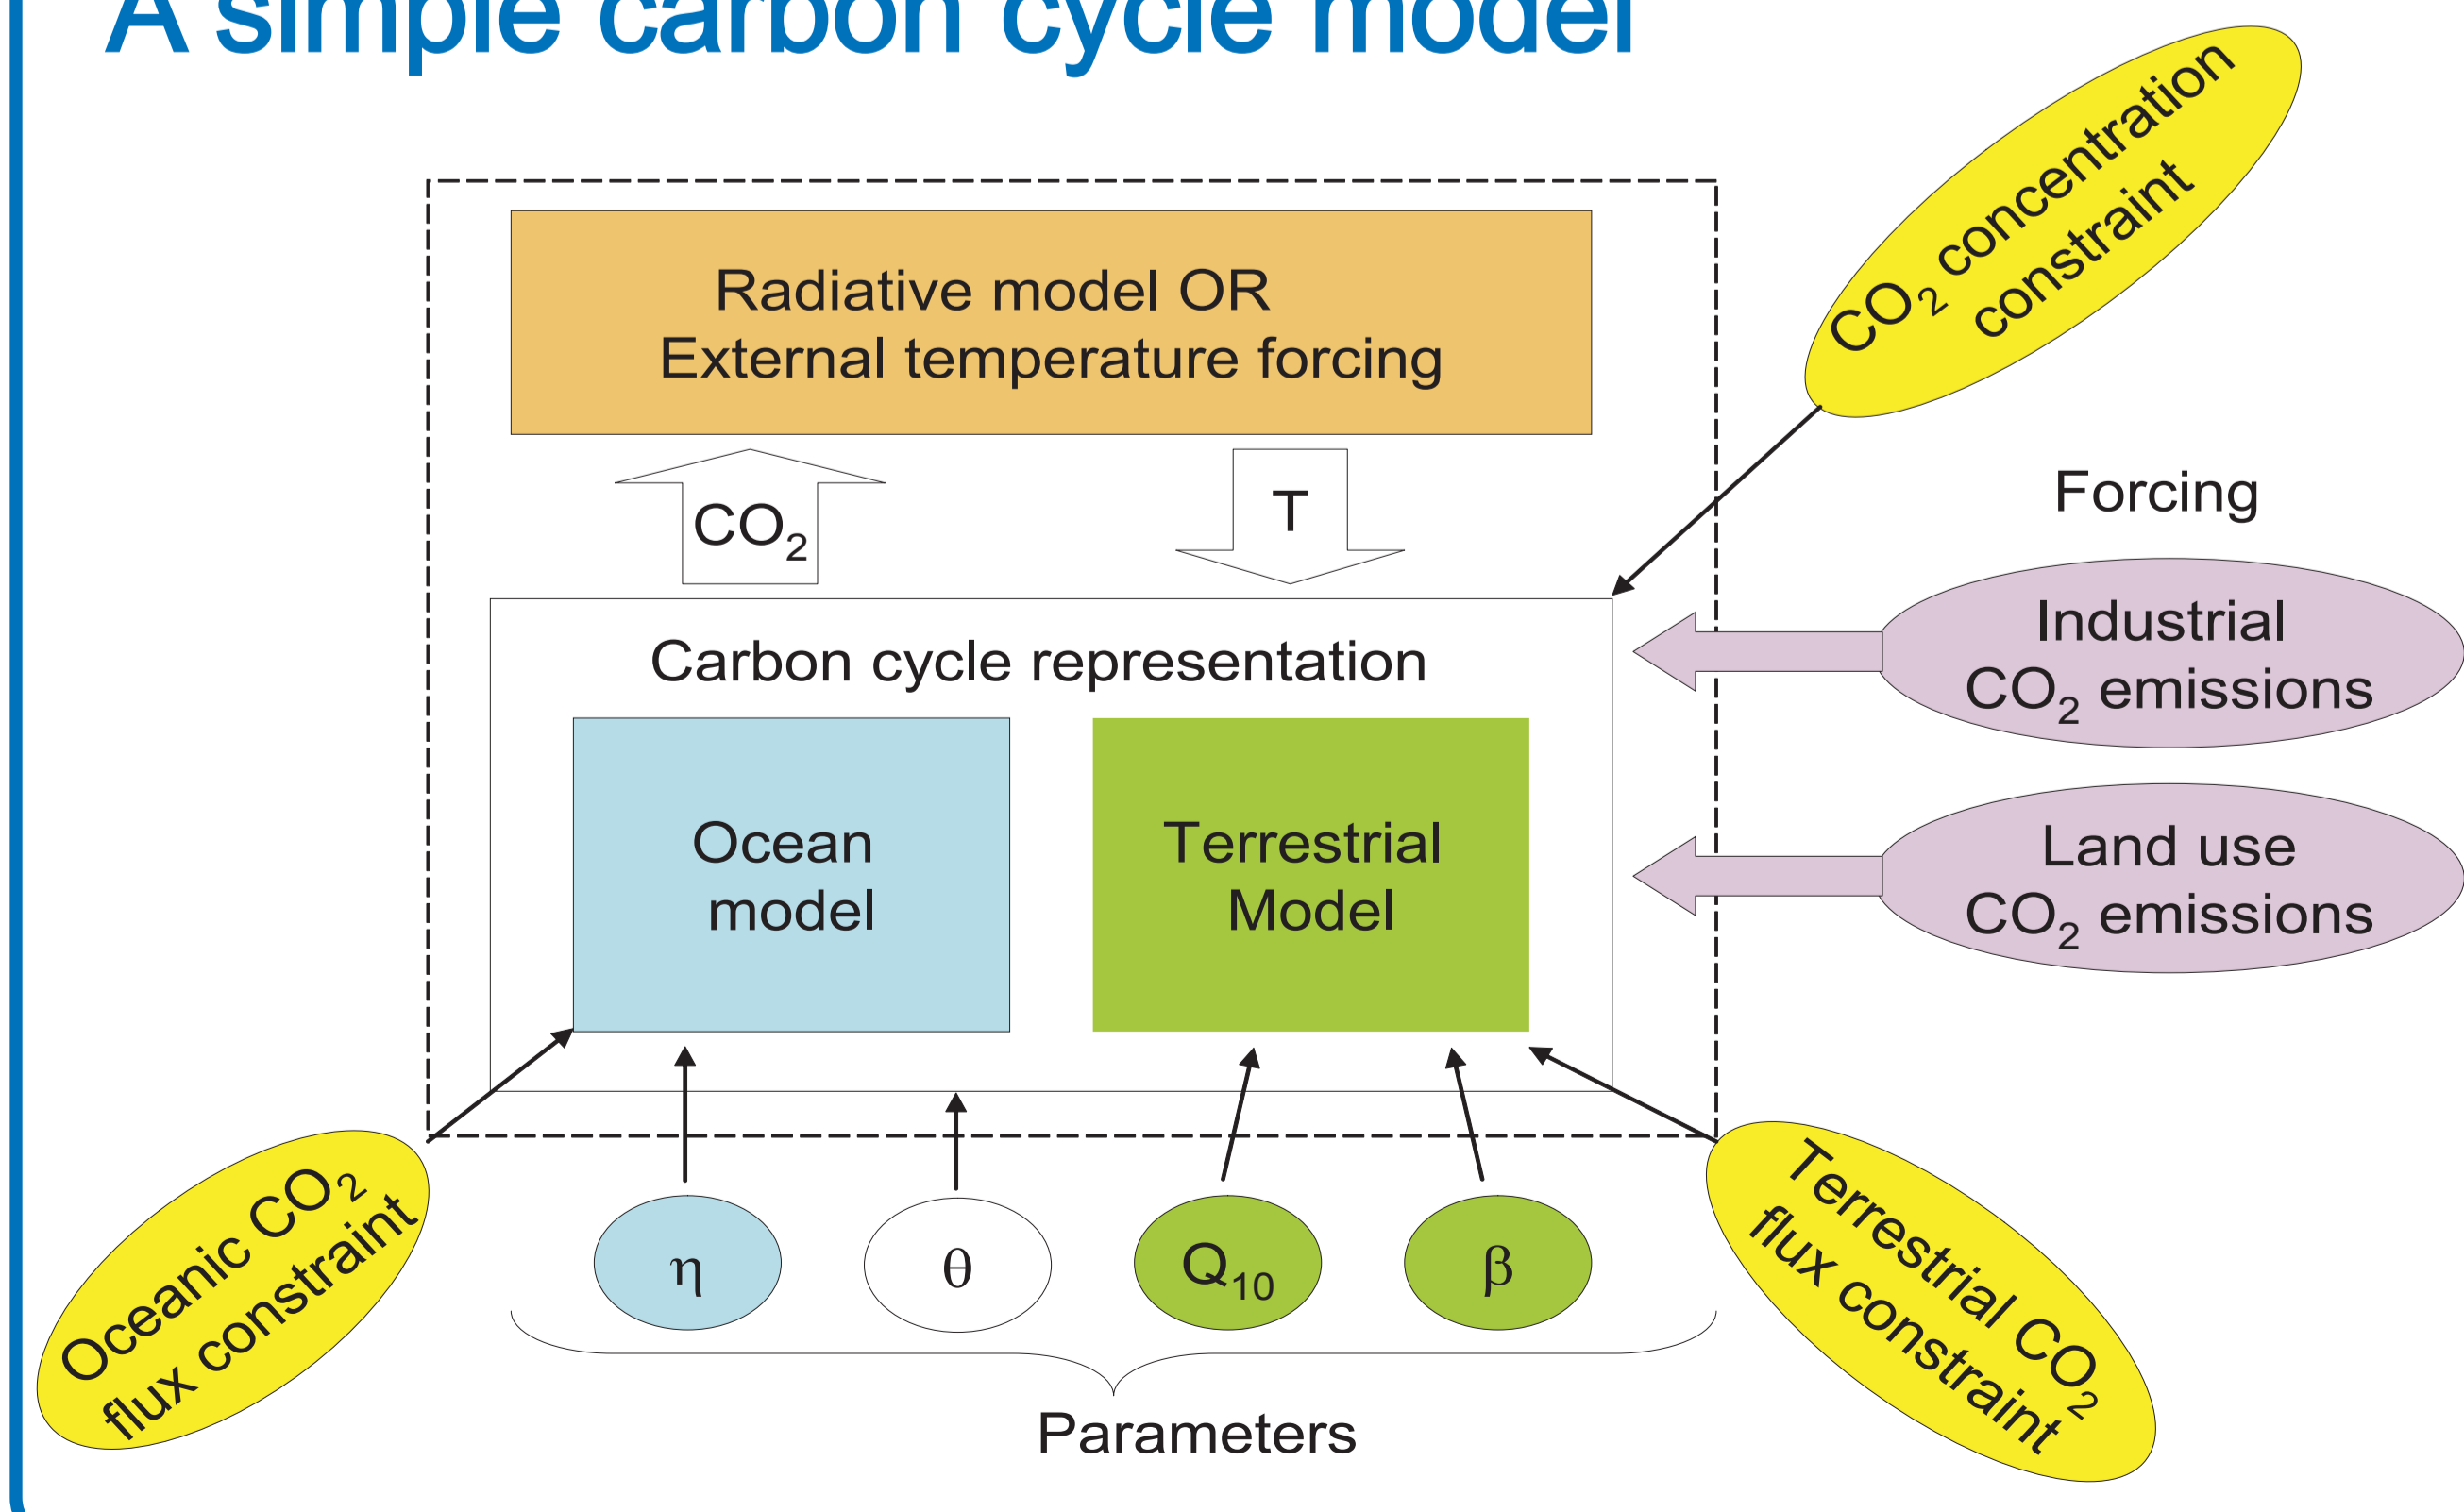 A simple carbon cycle model
CO₂ concentration
constraint
Radiative model OR
External temperature forcing
CO₂
T
Forcing
Carbon cycle representation
Industrial
CO₂ emissions
Ocean
model
Terrestrial
Model
Land use
CO₂ emissions
Oceanic CO₂
flux constraint
η
θ
Q₁₀
β
Terrestrial CO₂
flux constraint
Parameters